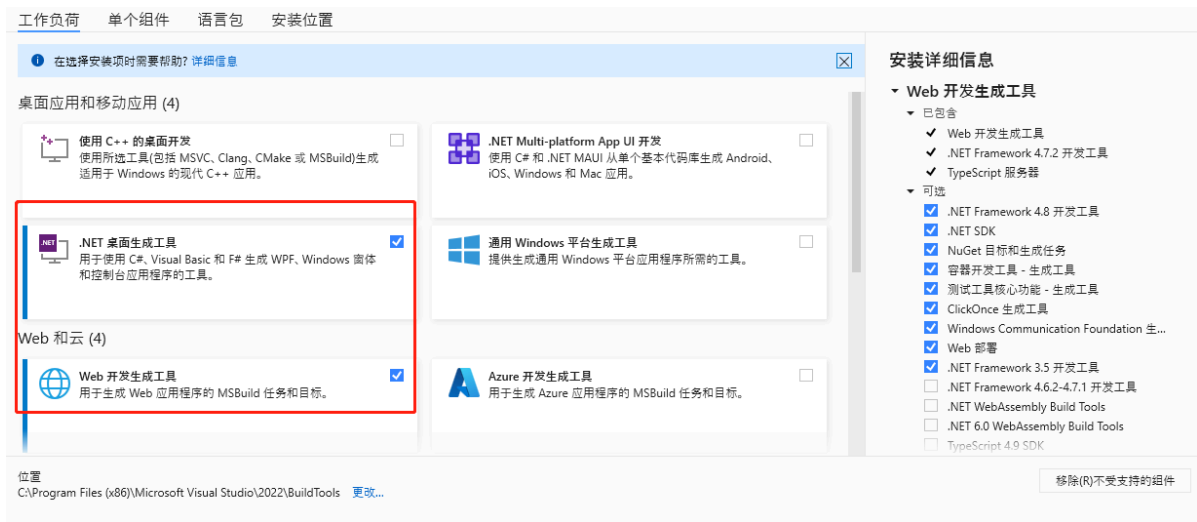 工作负荷 单个组件 语言包 安装位置
在选择安装项时需要帮助? 详细信息
桌面应用和移动应用 (4)
使用 C++ 的桌面开发
使用所选工具(包括 MSVC、Clang、CMake 或 MSBuild)生成
适用于 Windows 的现代 C++ 应用。
.NET Multi-platform App UI 开发
使用 C# 和 .NET MAUI 从单个基本代码库生成 Android、
iOS、Windows 和 Mac 应用。
.NET
.NET 桌面生成工具
用于使用 C#、Visual Basic 和 F# 生成 WPF、Windows 窗体
和控制台应用程序的工具。
通用 Windows 平台生成工具
提供生成通用 Windows 平台应用程序所需的工具。
Web 和云 (4)
Web 开发生成工具
用于生成 Web 应用程序的 MSBuild 任务和目标。
Azure 开发生成工具
用于生成 Azure 应用程序的 MSBuild 任务和目标。
安装详细信息
Web 开发生成工具
已包含
Web 开发生成工具
.NET Framework 4.7.2 开发工具
TypeScript 服务器
可选
.NET Framework 4.8 开发工具
.NET SDK
NuGet 目标和生成任务
容器开发工具 - 生成工具
测试工具核心功能 - 生成工具
ClickOnce 生成工具
Windows Communication Foundation 生...
Web 部署
.NET Framework 3.5 开发工具
.NET Framework 4.6.2-4.7.1 开发工具
.NET WebAssembly Build Tools
.NET 6.0 WebAssembly Build Tools
TypeScript 4.9 SDK
位置
C:\Program Files (x86)\Microsoft Visual Studio\2022\BuildTools 更改...
移除(R)不受支持的组件